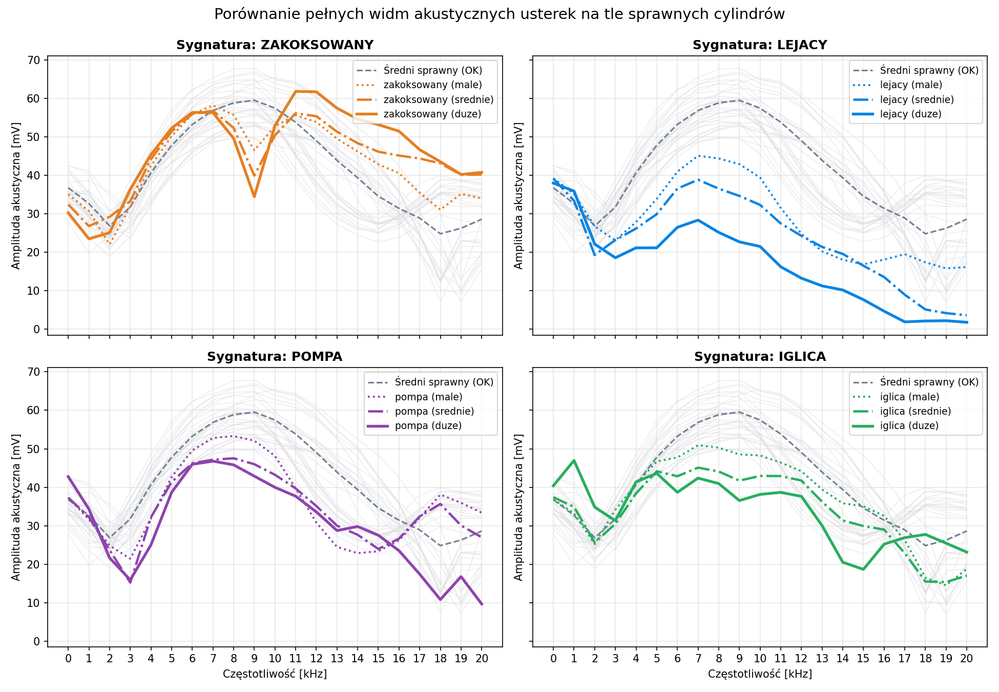 Porównanie pełnych widm akustycznych usterek na tle sprawnych cylindrów
Sygnatura: ZAKOKSOWANY
Amplituda akustyczna [mV]
70
60
50
40
30
20
10
0
Średni sprawny (OK)
zakoksowany (male)
zakoksowany (srednie)
zakoksowany (duze)
Sygnatura: LEJACY
Amplituda akustyczna [mV]
Średni sprawny (OK)
lejacy (male)
lejacy (srednie)
lejacy (duze)
Sygnatura: POMPA
Amplituda akustyczna [mV]
70
60
50
40
30
20
10
0
Średni sprawny (OK)
pompa (male)
pompa (srednie)
pompa (duze)
0 1 2 3 4 5 6 7 8 9 10 11 12 13 14 15 16 17 18 19 20
Częstotliwość [kHz]
Sygnatura: IGLICA
Amplituda akustyczna [mV]
Średni sprawny (OK)
iglica (male)
iglica (srednie)
iglica (duze)
0 1 2 3 4 5 6 7 8 9 10 11 12 13 14 15 16 17 18 19 20
Częstotliwość [kHz]